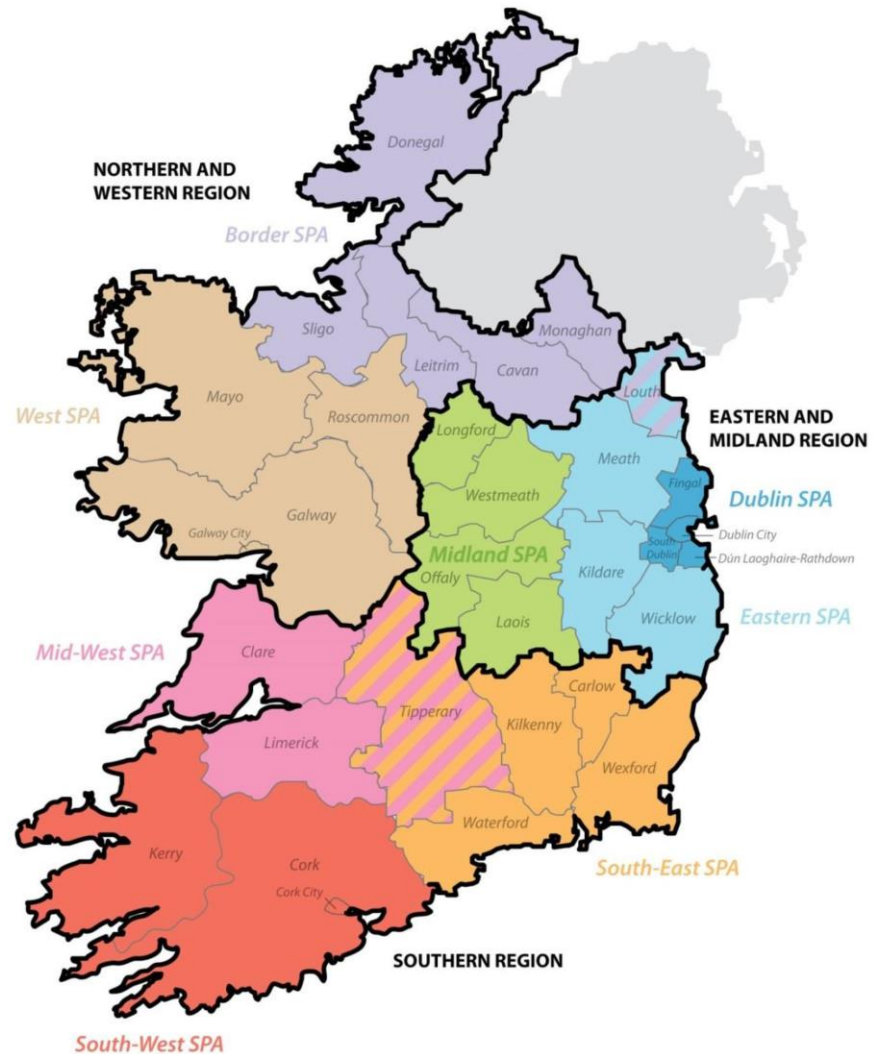 Donegal
NORTHERN AND
WESTERN REGION
Border SPA
Sligo
Leitrim
Cavan
Monaghan
Louth
West SPA
Mayo
Roscommon
Longford
EASTERN AND
MIDLAND REGION
Meath
Westmeath
Fingal
Dublin SPA
Galway
Galway City
Dublin City
South
Dublin
Dún Laoghaire-Rathdown
Midland SPA
Offaly
Kildare
Laois
Wicklow
Eastern SPA
Mid-West SPA
Clare
Carlow
Tipperary
Kilkenny
Limerick
Wexford
Waterford
Kerry
Cork
Cork City
South-East SPA
SOUTHERN REGION
South-West SPA